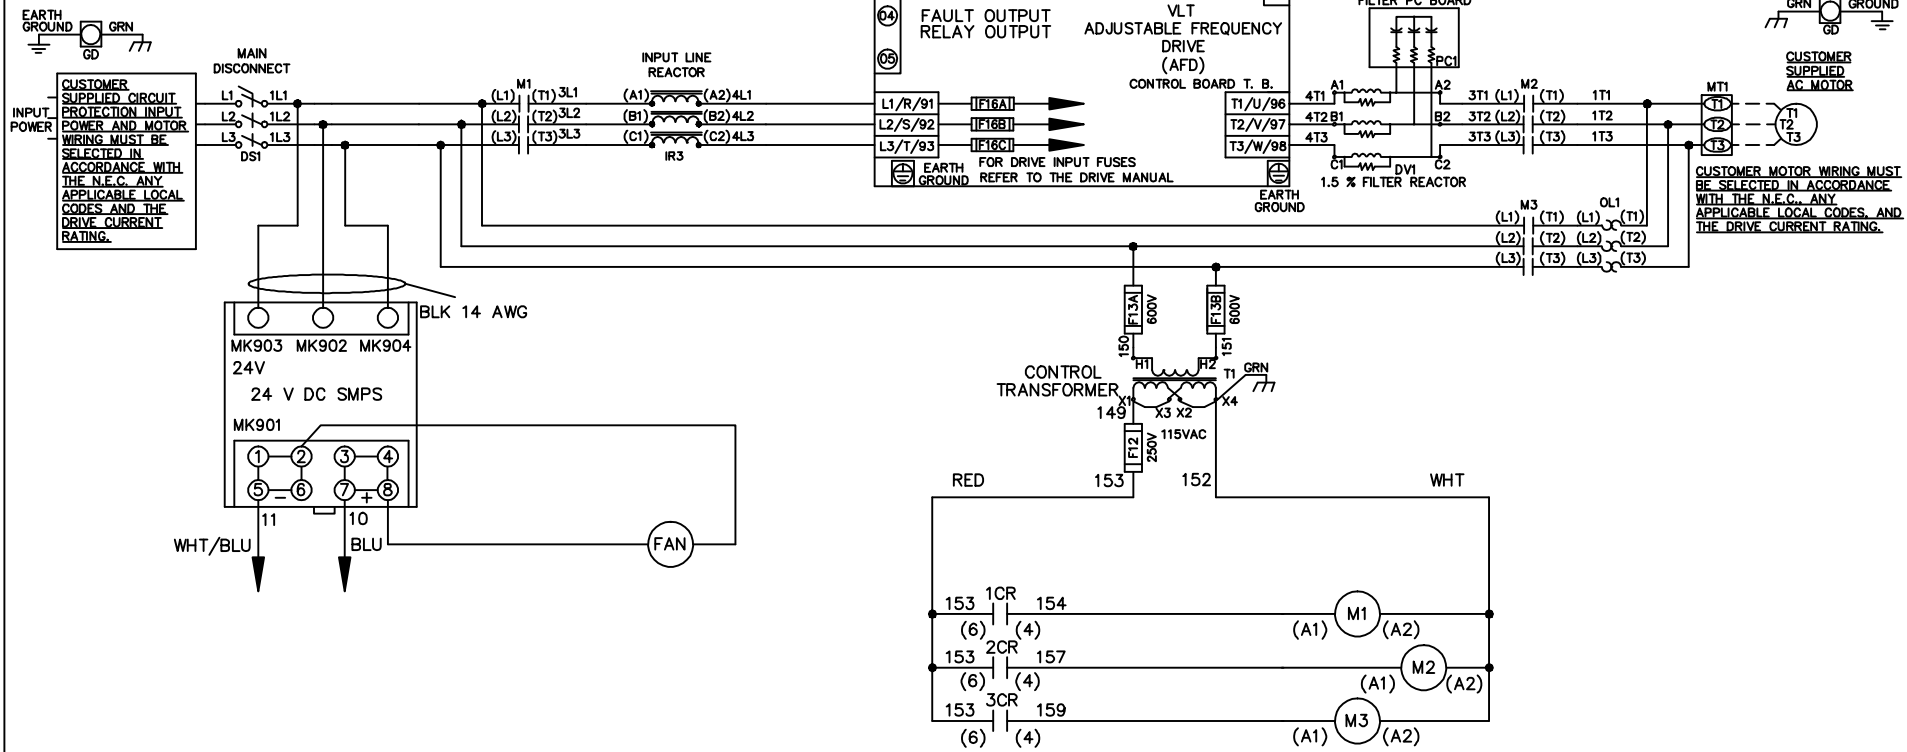 EARTH
GROUND
GRN
GD
MAIN
DISCONNECT
CUSTOMER
SUPPLIED CIRCUIT
PROTECTION INPUT
POWER AND MOTOR
WIRING MUST BE
SELECTED IN
ACCORDANCE WITH
THE N.E.C. ANY
APPLICABLE LOCAL
CODES AND THE
DRIVE CURRENT
RATING.
INPUT
POWER
L1 1L1
L2 1L2
L3 1L3
DS1
M1
(L1) (T1) 3L1
(L2) (T2) 3L2
(L3) (T3) 3L3
INPUT LINE
REACTOR
(A1) (A2) 4L1
(B1) (B2) 4L2
(C1) (C2) 4L3
IR3
04
05
FAULT OUTPUT
RELAY OUTPUT
VLT
ADJUSTABLE FREQUENCY
DRIVE
(AFD)
CONTROL BOARD T. B.
L1/R/91 F16A T1/U/96
L2/S/92 F16B T2/V/97
L3/T/93 F16C T3/W/98
EARTH
GROUND
FOR DRIVE INPUT FUSES
REFER TO THE DRIVE MANUAL
EARTH
GROUND
FILTER PC BOARD
PC1
4T1 A1 A2
4T2 B1 B2
4T3 C1 C2
DV1
1.5 % FILTER REACTOR
M2
3T1 (L1) (T1) 1T1
3T2 (L2) (T2) 1T2
3T3 (L3) (T3) 1T3
GRN
GROUND
GD
CUSTOMER
SUPPLIED
AC MOTOR
MT1
T1
T2
T3
T1
T2
T3
CUSTOMER MOTOR WIRING MUST
BE SELECTED IN ACCORDANCE
WITH THE N.E.C., ANY
APPLICABLE LOCAL CODES, AND
THE DRIVE CURRENT RATING.
M3 OL1
(L1) (T1) (L1) (T1)
(L2) (T2) (L2) (T2)
(L3) (T3) (L3) (T3)
BLK 14 AWG
MK903 MK902 MK904
24V
24 V DC SMPS
MK901
1 2 3 4
5 - 6 7 + 8
11 10
WHT/BLU BLU
FAN
F13A 600V
F13B 600V
150 151
H1 H2
CONTROL
TRANSFORMER
T1
GRN
X1 X3 X2 X4
149
115VAC
F12 250V
RED 153 152 WHT
153 1CR 154
(6) (4)
M1
(A1) (A2)
153 2CR 157
(6) (4)
M2
(A1) (A2)
153 3CR 159
(6) (4)
M3
(A1) (A2)